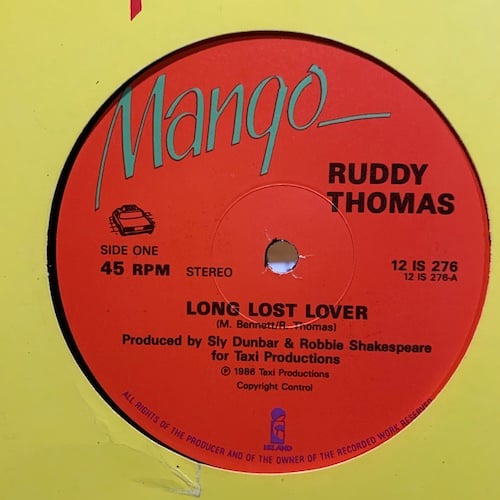 Mango
RUDDY
THOMAS
SIDE ONE
45 RPM STEREO
12 IS 276
12 IS 276-A
LONG LOST LOVER
(M. Bennett/R. Thomas)
Produced by Sly Dunbar & Robbie Shakespeare
for Taxi Productions
℗ 1986 Taxi Productions
Copyright Control
ISLAND
ALL RIGHTS OF THE PRODUCER AND OF THE OWNER OF THE RECORDED WORK RESERVED